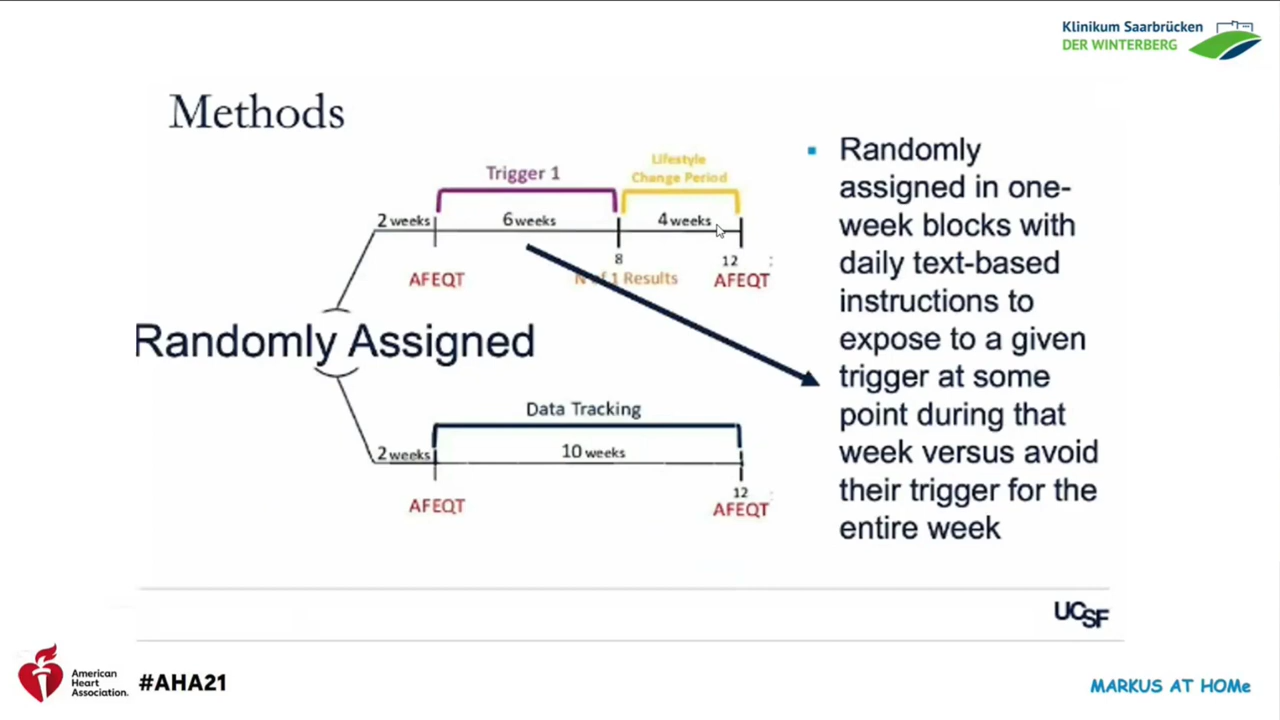 Klinikum Saarbrücken
DER WINTERBERG
Methods
Trigger 1
Lifestyle
Change Period
2 weeks
6 weeks
4 weeks
8
12
AFEQT
N of 1 Results
AFEQT
Randomly Assigned
Data Tracking
2 weeks
10 weeks
12
AFEQT
AFEQT
▪ Randomly
assigned in one-
week blocks with
daily text-based
instructions to
expose to a given
trigger at some
point during that
week versus avoid
their trigger for the
entire week
UCSF
American
Heart
Association.
#AHA21
MARKUS AT HOMe